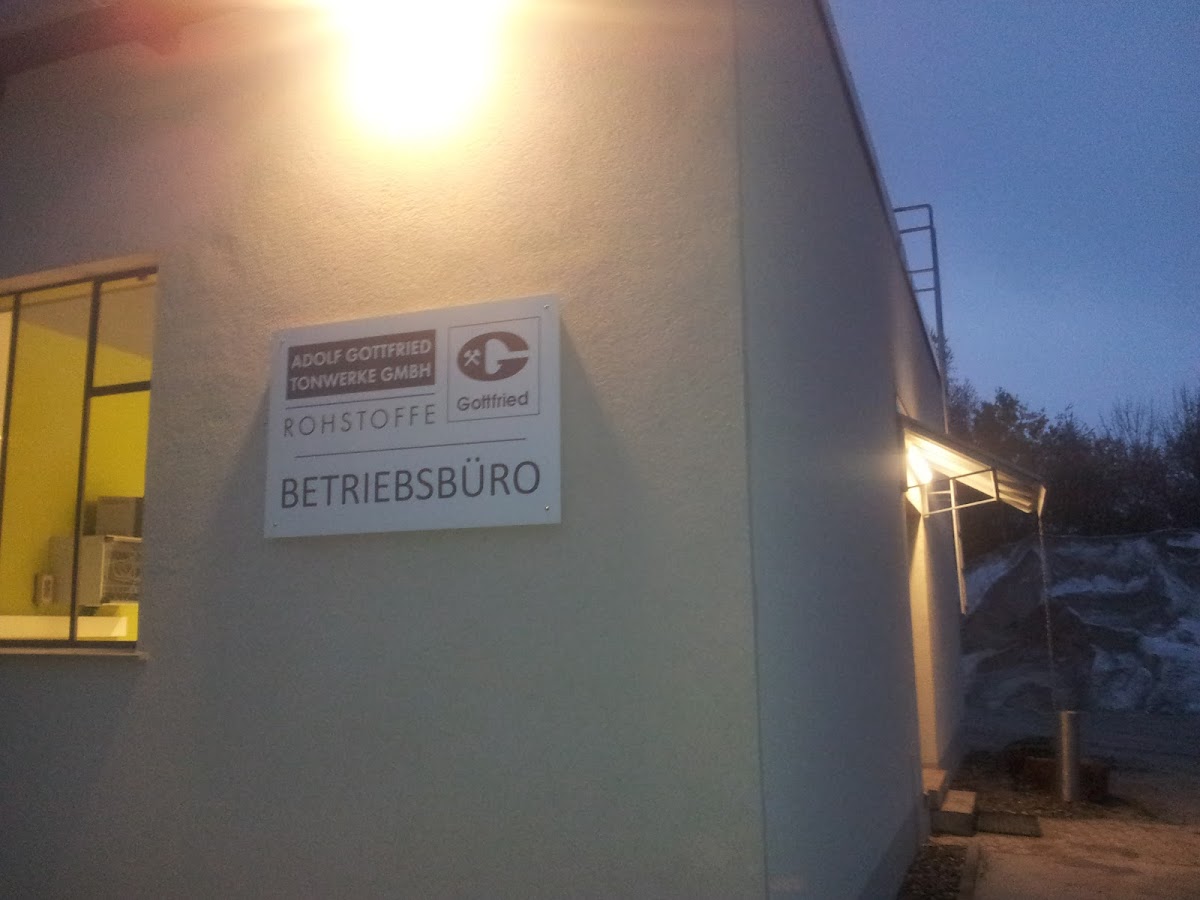 ADOLF GOTTFRIED
TONWERKE GMBH
ROHSTOFFE
Gottfried
BETRIEBSBÜRO